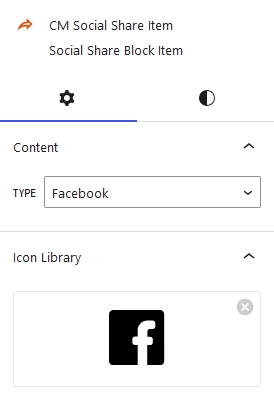 CM Social Share Item
Social Share Block Item
Content
TYPE Facebook
Icon Library